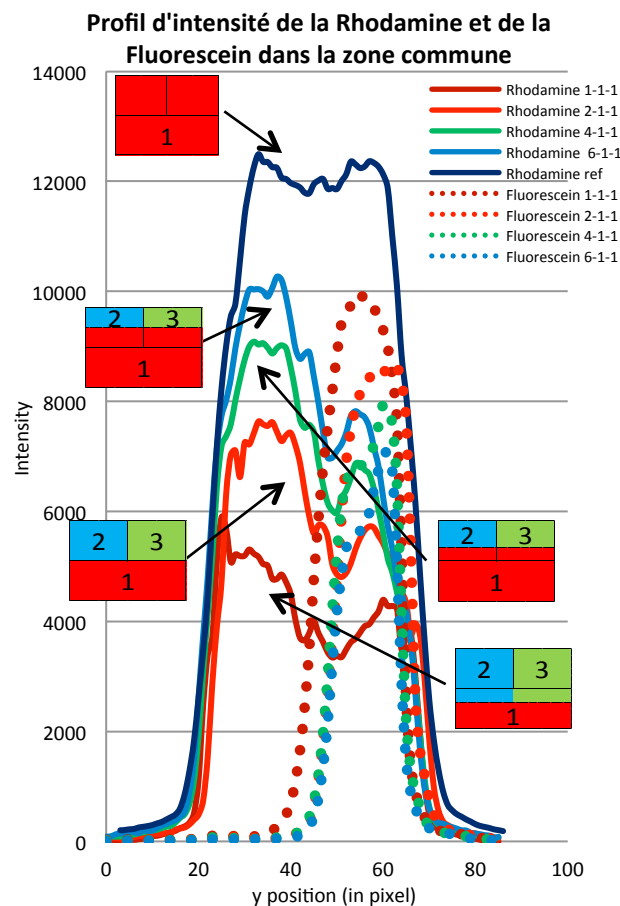 Profil d'intensité de la Rhodamine et de la
Fluorescein dans la zone commune
14000
12000
10000
8000
6000
4000
2000
0
Intensity
0 20 40 60 80 100
y position (in pixel)
Rhodamine 1-1-1
Rhodamine 2-1-1
Rhodamine 4-1-1
Rhodamine 6-1-1
Rhodamine ref
Fluorescein 1-1-1
Fluorescein 2-1-1
Fluorescein 4-1-1
Fluorescein 6-1-1
1
2 3
1
2 3
1
2 3
1
2 3
1